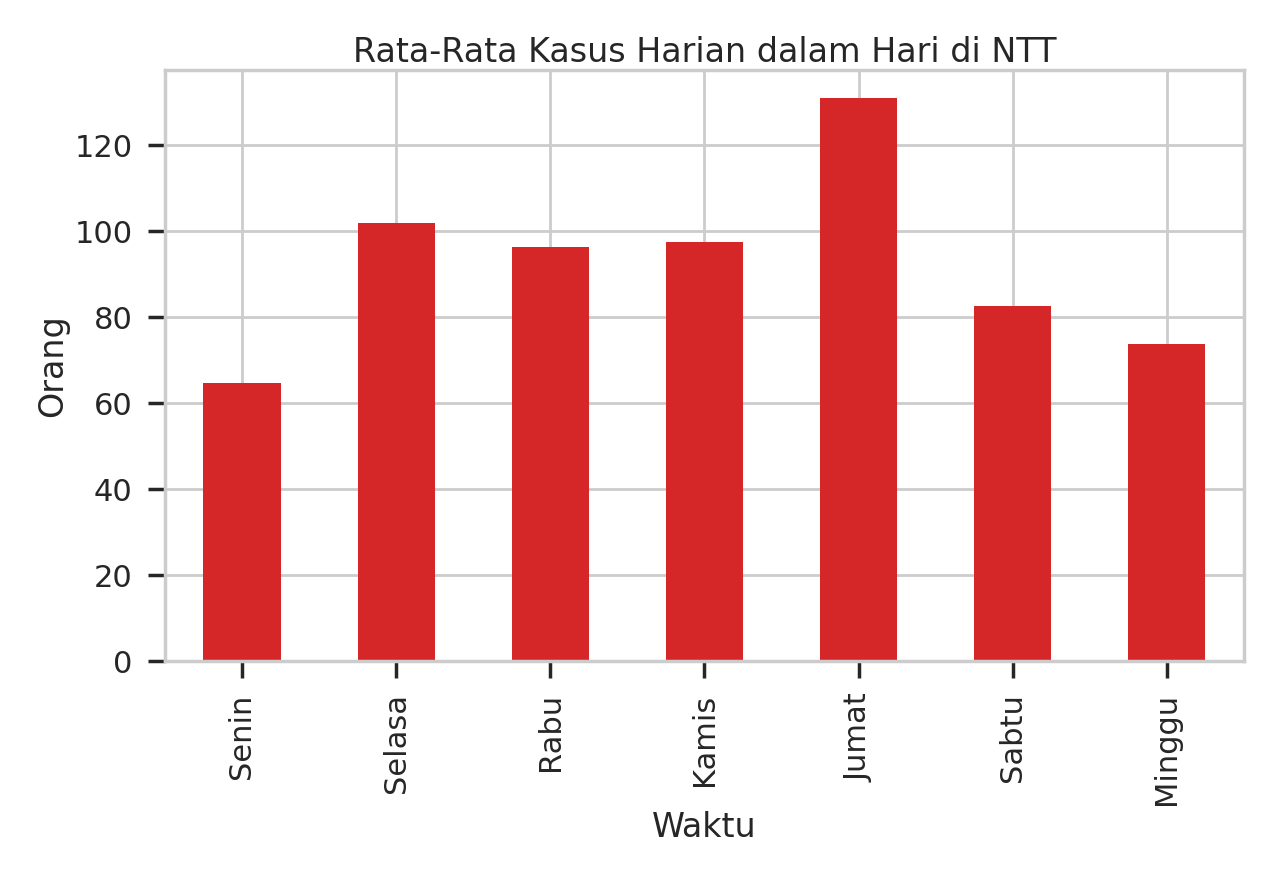 Rata-Rata Kasus Harian dalam Hari di NTT
120
100
80
60
40
20
0
Orang
Senin
Selasa
Rabu
Kamis
Jumat
Sabtu
Minggu
Waktu